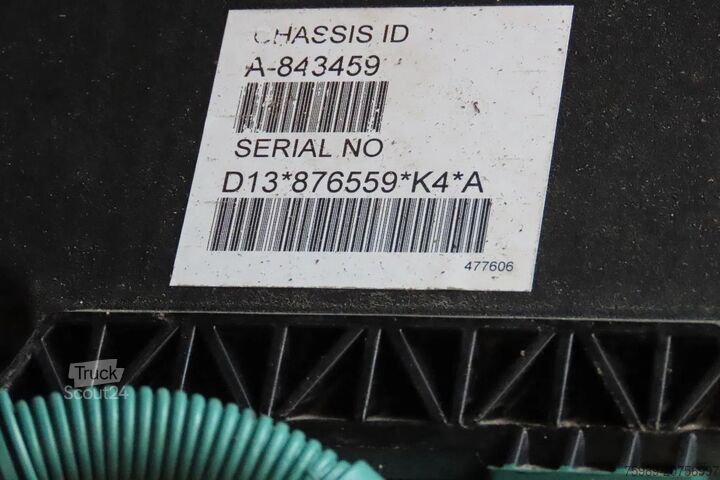 CHASSIS ID
A-843459
SERIAL NO
D13*876559*K4*A
477606
Truck
Scout24